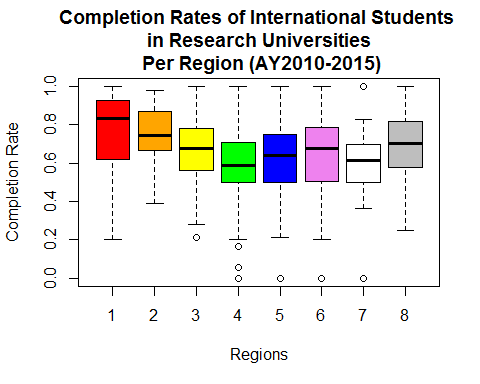 Completion Rates of International Students
in Research Universities
Per Region (AY2010-2015)
Completion Rate
1.0
0.8
0.6
0.4
0.2
0.0
1 2 3 4 5 6 7 8
Regions